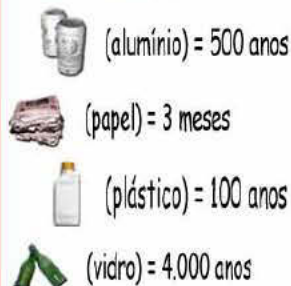 (alumínio) = 500 anos
(papel) = 3 meses
(plástico) = 100 anos
(vidro) = 4.000 anos